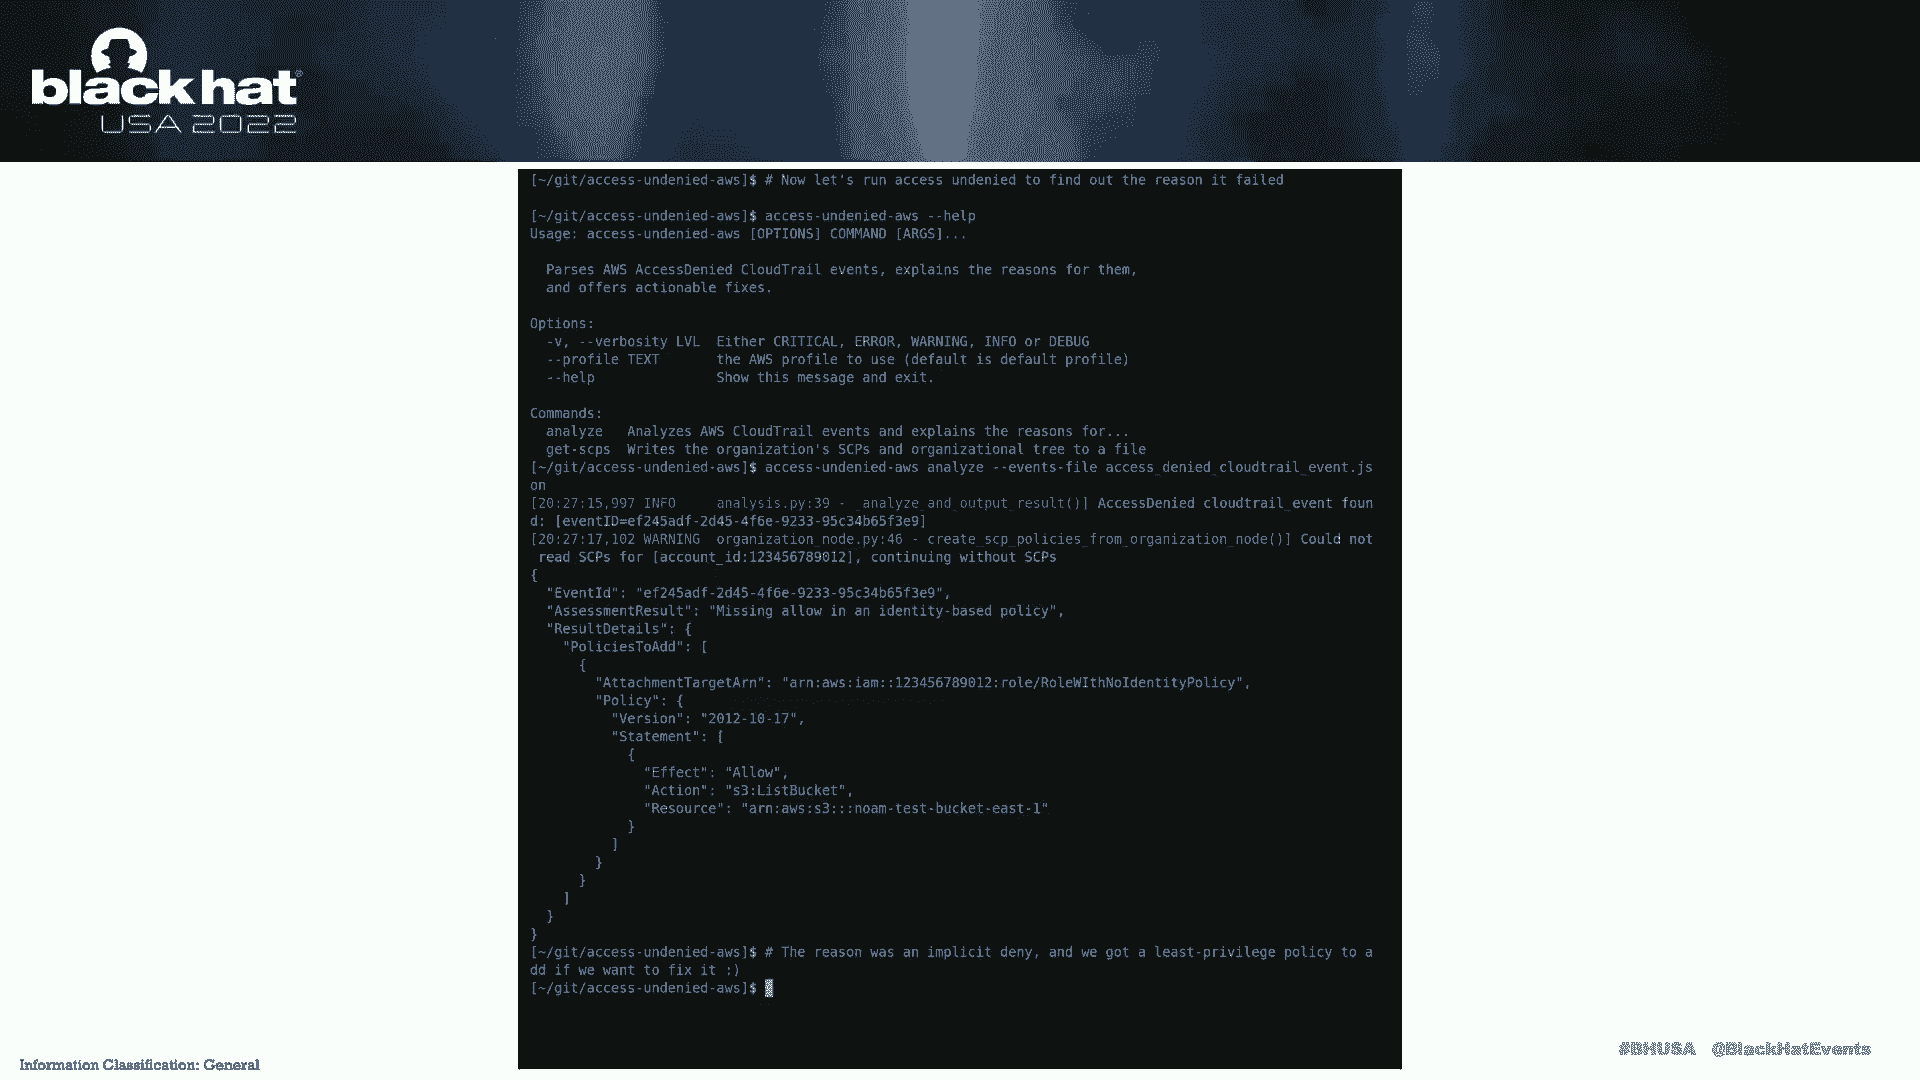 black hat®
USA 2022
[~/git/access-undenied-aws]$ # Now let's run access undenied to find out the reason it failed
[~/git/access-undenied-aws]$ access-undenied-aws --help
Usage: access-undenied-aws [OPTIONS] COMMAND [ARGS]...
Parses AWS AccessDenied CloudTrail events, explains the reasons for them,
and offers actionable fixes.
Options:
-v, --verbosity LVL  Either CRITICAL, ERROR, WARNING, INFO or DEBUG
--profile TEXT       the AWS profile to use (default is default profile)
--help               Show this message and exit.
Commands:
analyze   Analyzes AWS CloudTrail events and explains the reasons for...
get-scps  Writes the organization's SCPs and organizational tree to a file
[~/git/access-undenied-aws]$ access-undenied-aws analyze --events-file access_denied_cloudtrail_event.js
on
[20:27:15,997 INFO     analysis.py:39 - _analyze_and_output_result()] AccessDenied cloudtrail_event foun
d: [eventID=ef245adf-2d45-4f6e-9233-95c34b65f3e9]
[20:27:17,102 WARNING  organization_node.py:46 - create_scp_policies_from_organization_node()] Could not
read SCPs for [account_id:123456789012], continuing without SCPs
{
"EventId": "ef245adf-2d45-4f6e-9233-95c34b65f3e9",
"AssessmentResult": "Missing allow in an identity-based policy",
"ResultDetails": {
"PoliciesToAdd": [
{
"AttachmentTargetArn": "arn:aws:iam::123456789012:role/RoleWIthNoIdentityPolicy",
"Policy": {
"Version": "2012-10-17",
"Statement": [
{
"Effect": "Allow",
"Action": "s3:ListBucket",
"Resource": "arn:aws:s3:::noam-test-bucket-east-1"
}
]
}
}
]
}
}
[~/git/access-undenied-aws]$ # The reason was an implicit deny, and we got a least-privilege policy to a
dd if we want to fix it :)
[~/git/access-undenied-aws]$
#BHUSA @BlackHatEvents
Information Classification: General